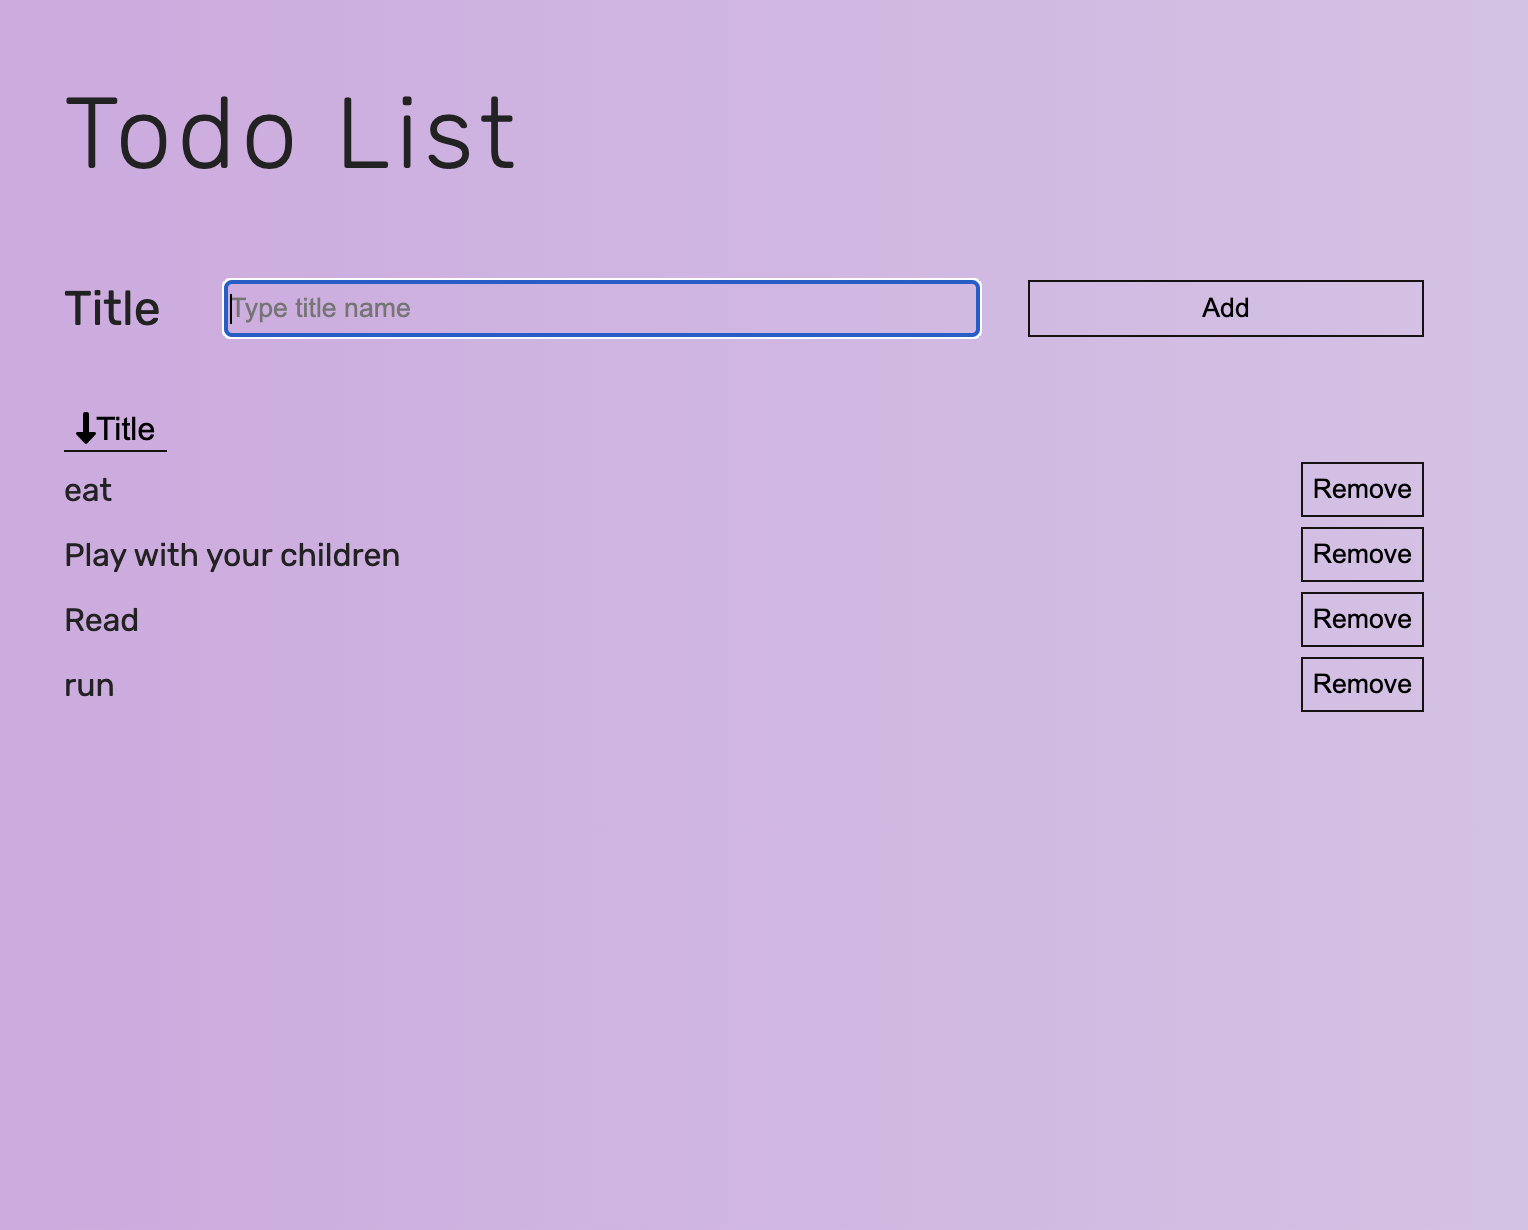 Todo List
Title Type title name Add
Title
eat Remove
Play with your children Remove
Read Remove
run Remove